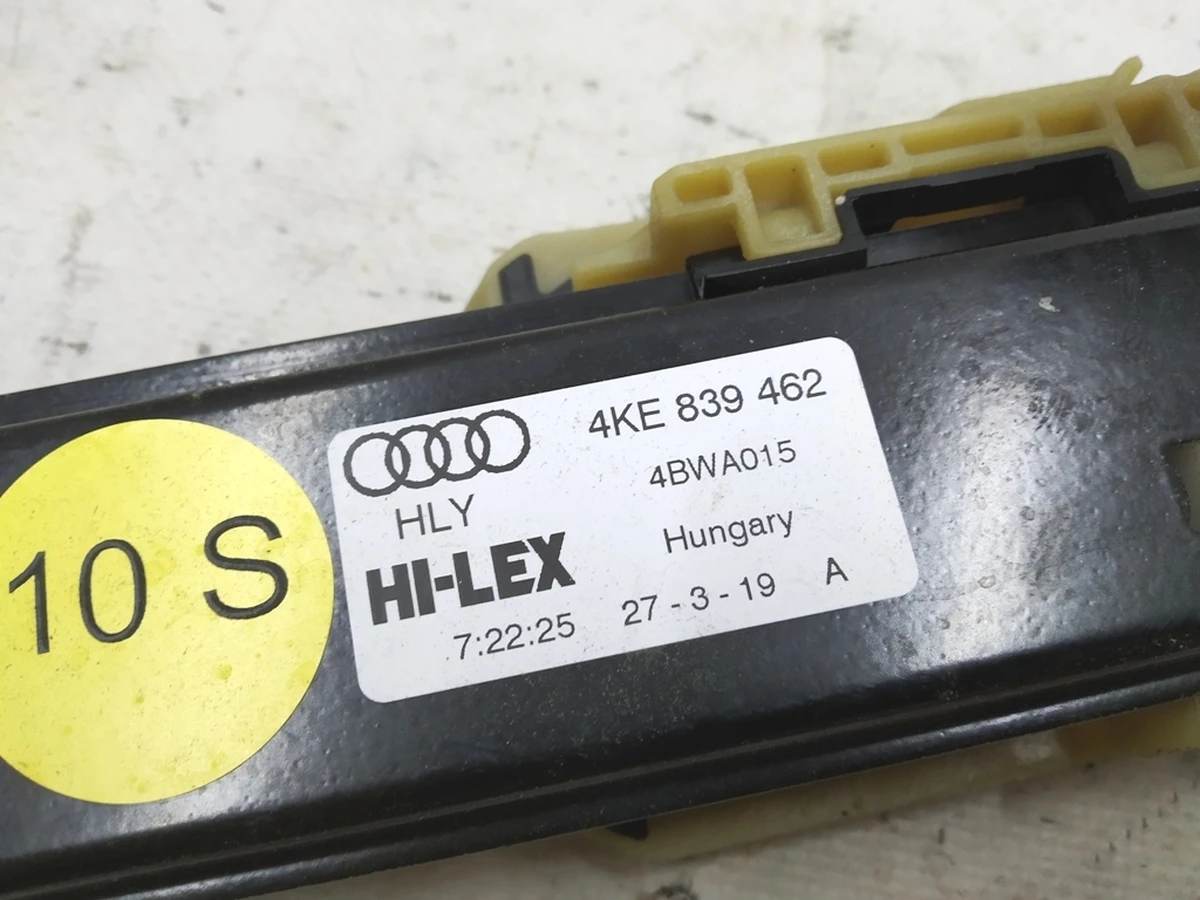 10 S
4KE 839 462
4BWA015
HLY
Hungary
HI-LEX
7:22:25 27 - 3 - 19 A